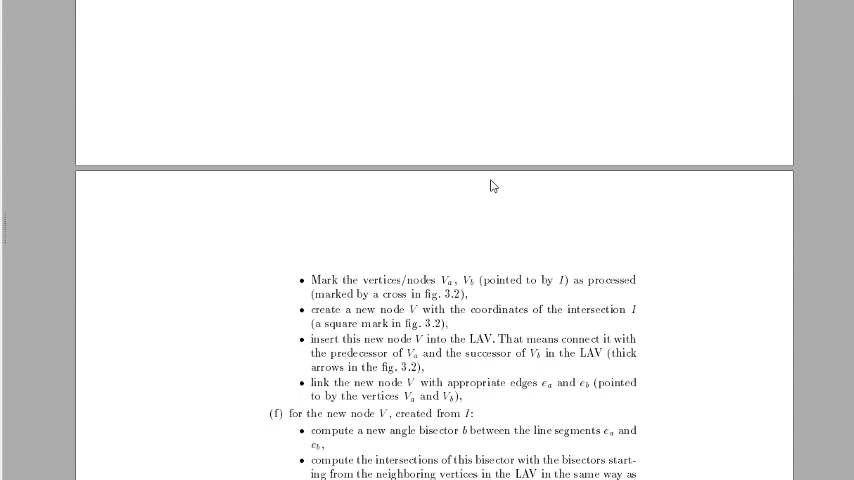 • Mark the vertices/nodes Va, Vb (pointed to by I) as processed
(marked by a cross in fig. 3.2),
• create a new node V with the coordinates of the intersection I
(a square mark in fig. 3.2),
• insert this new node V into the LAV. That means connect it with
the predecessor of Va and the successor of Vb in the LAV (thick
arrows in the fig. 3.2),
• link the new node V with appropriate edges ea and eb (pointed
to by the vertices Va and Vb),
(f) for the new node V, created from I:
• compute a new angle bisector b between the line segments ea and
eb,
• compute the intersections of this bisector with the bisectors start-
ing from the neighboring vertices in the LAV in the same way as